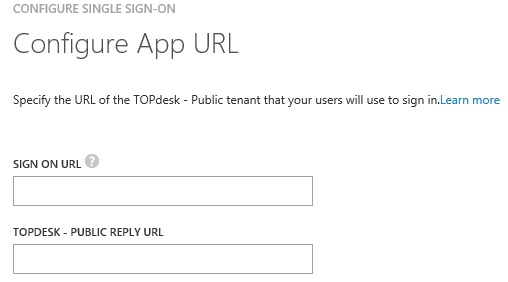 CONFIGURE SINGLE SIGN-ON
Configure App URL
Specify the URL of the TOPdesk - Public tenant that your users will use to sign in.Learn more
SIGN ON URL ?
TOPDESK - PUBLIC REPLY URL